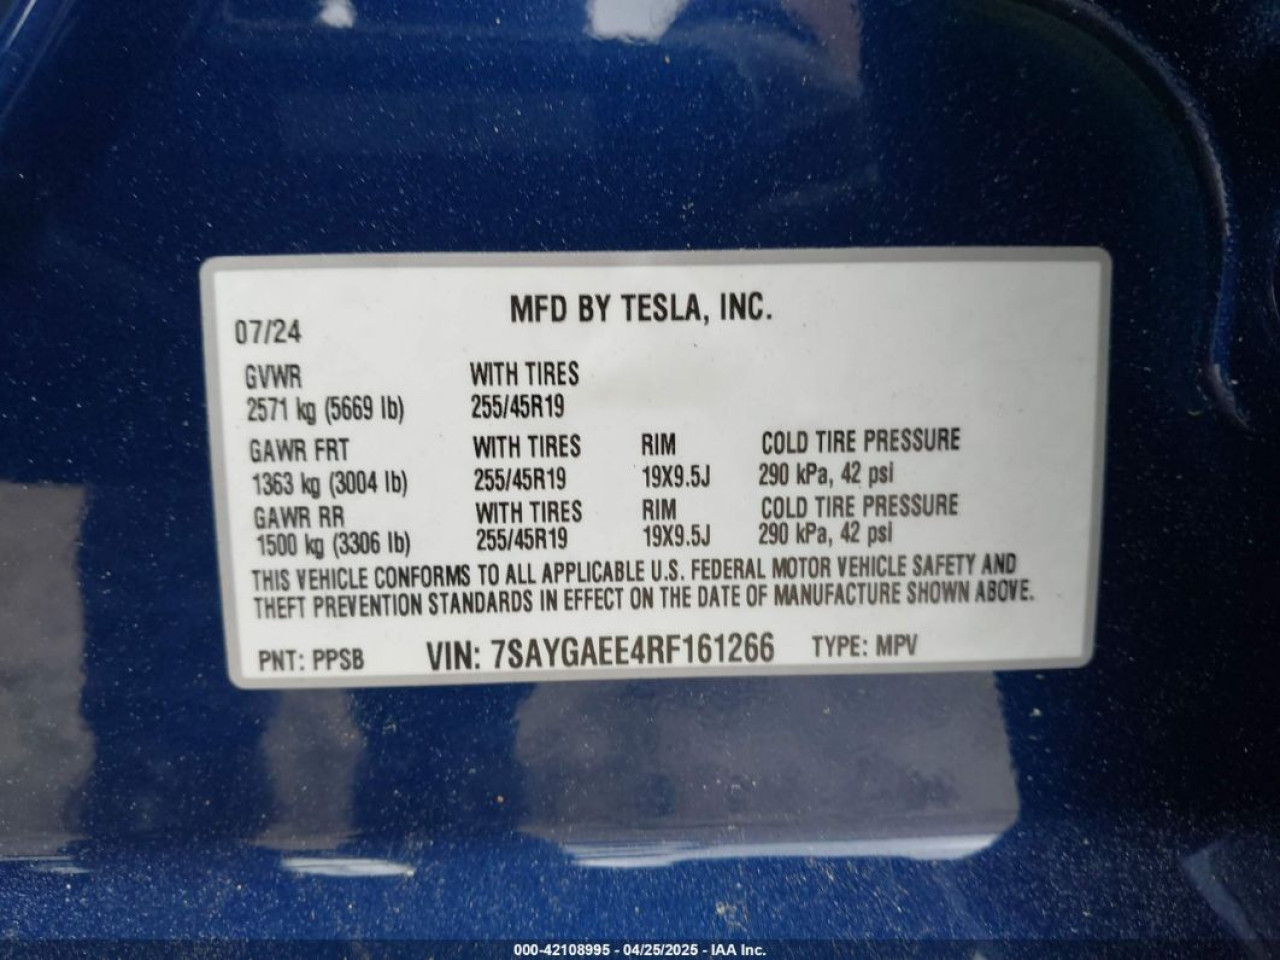 MFD BY TESLA, INC.
07/24
GVWR WITH TIRES
2571 kg (5669 lb) 255/45R19
GAWR FRT WITH TIRES RIM COLD TIRE PRESSURE
1363 kg (3004 lb) 255/45R19 19X9.5J 290 kPa, 42 psi
GAWR RR WITH TIRES RIM COLD TIRE PRESSURE
1500 kg (3306 lb) 255/45R19 19X9.5J 290 kPa, 42 psi
THIS VEHICLE CONFORMS TO ALL APPLICABLE U.S. FEDERAL MOTOR VEHICLE SAFETY AND
THEFT PREVENTION STANDARDS IN EFFECT ON THE DATE OF MANUFACTURE SHOWN ABOVE.
PNT: PPSB VIN: 7SAYGAEE4RF161266 TYPE: MPV
000-42108995 - 04/25/2025 - IAA Inc.